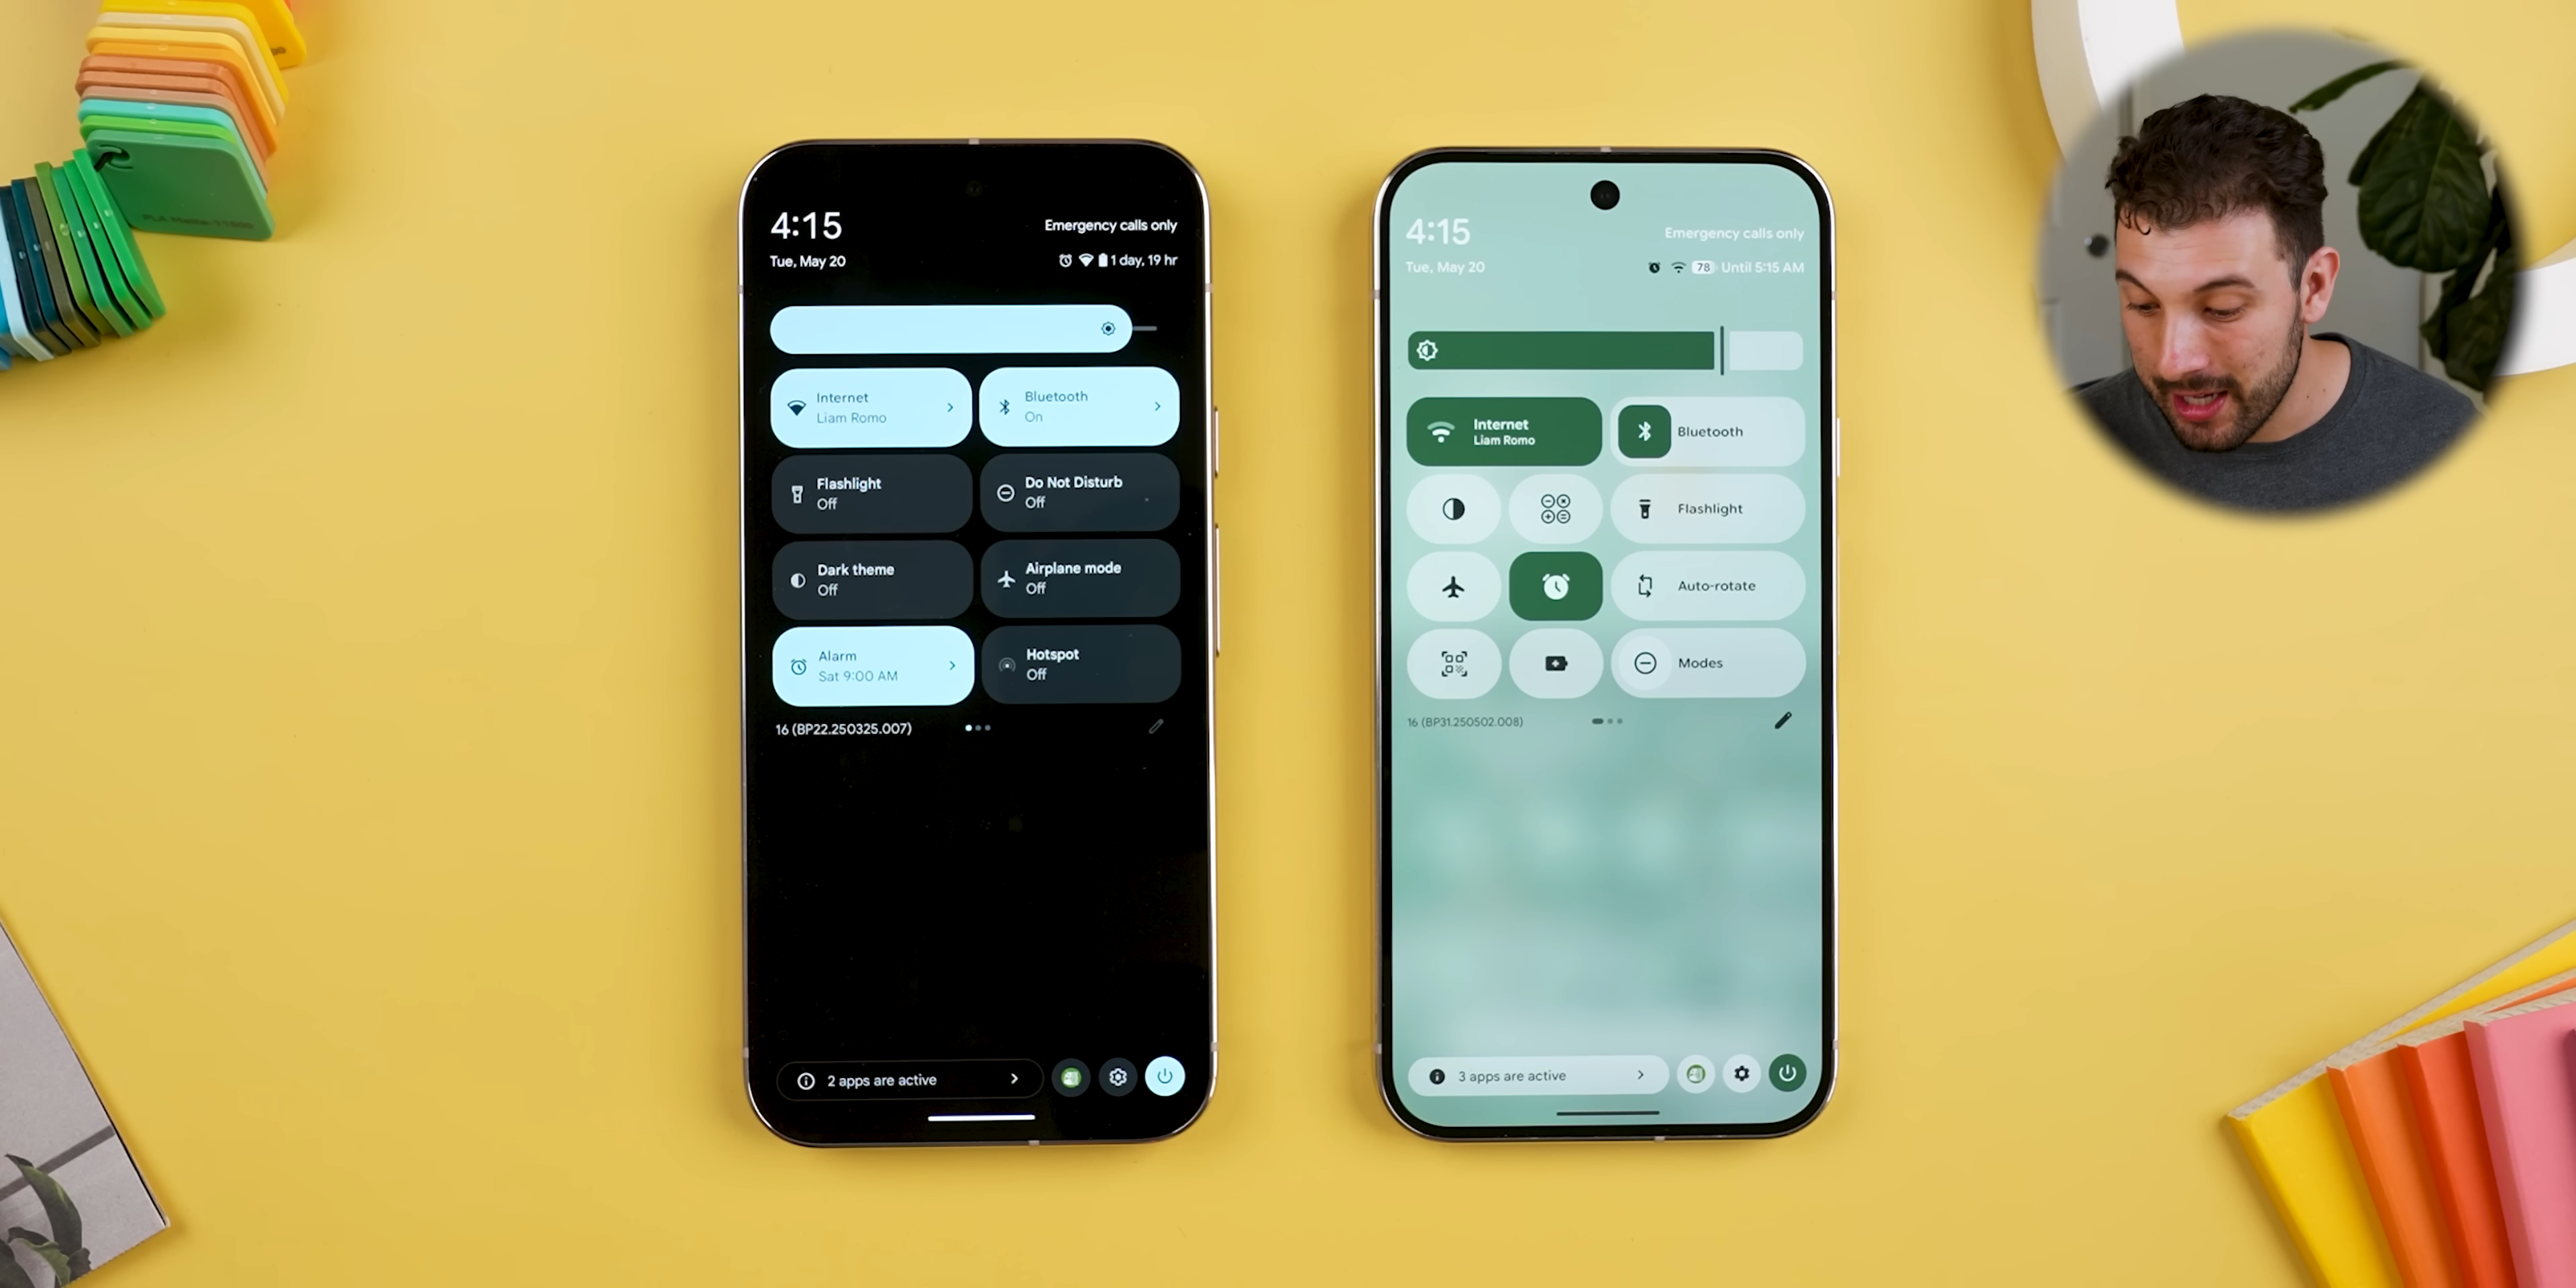 4:15
Emergency calls only
Tue, May 20
1 day, 19 hr
Internet
Liam Romo
Bluetooth
On
Flashlight
Off
Do Not Disturb
Off
Dark theme
Off
Airplane mode
Off
Alarm
Sat 9:00 AM
Hotspot
Off
16 (BP22.250325.007)
2 apps are active
4:15
Emergency calls only
Tue, May 20
78 Until 5:15 AM
Internet
Liam Romo
Bluetooth
Flashlight
Auto-rotate
Modes
16 (BP31.250502.008)
3 apps are active